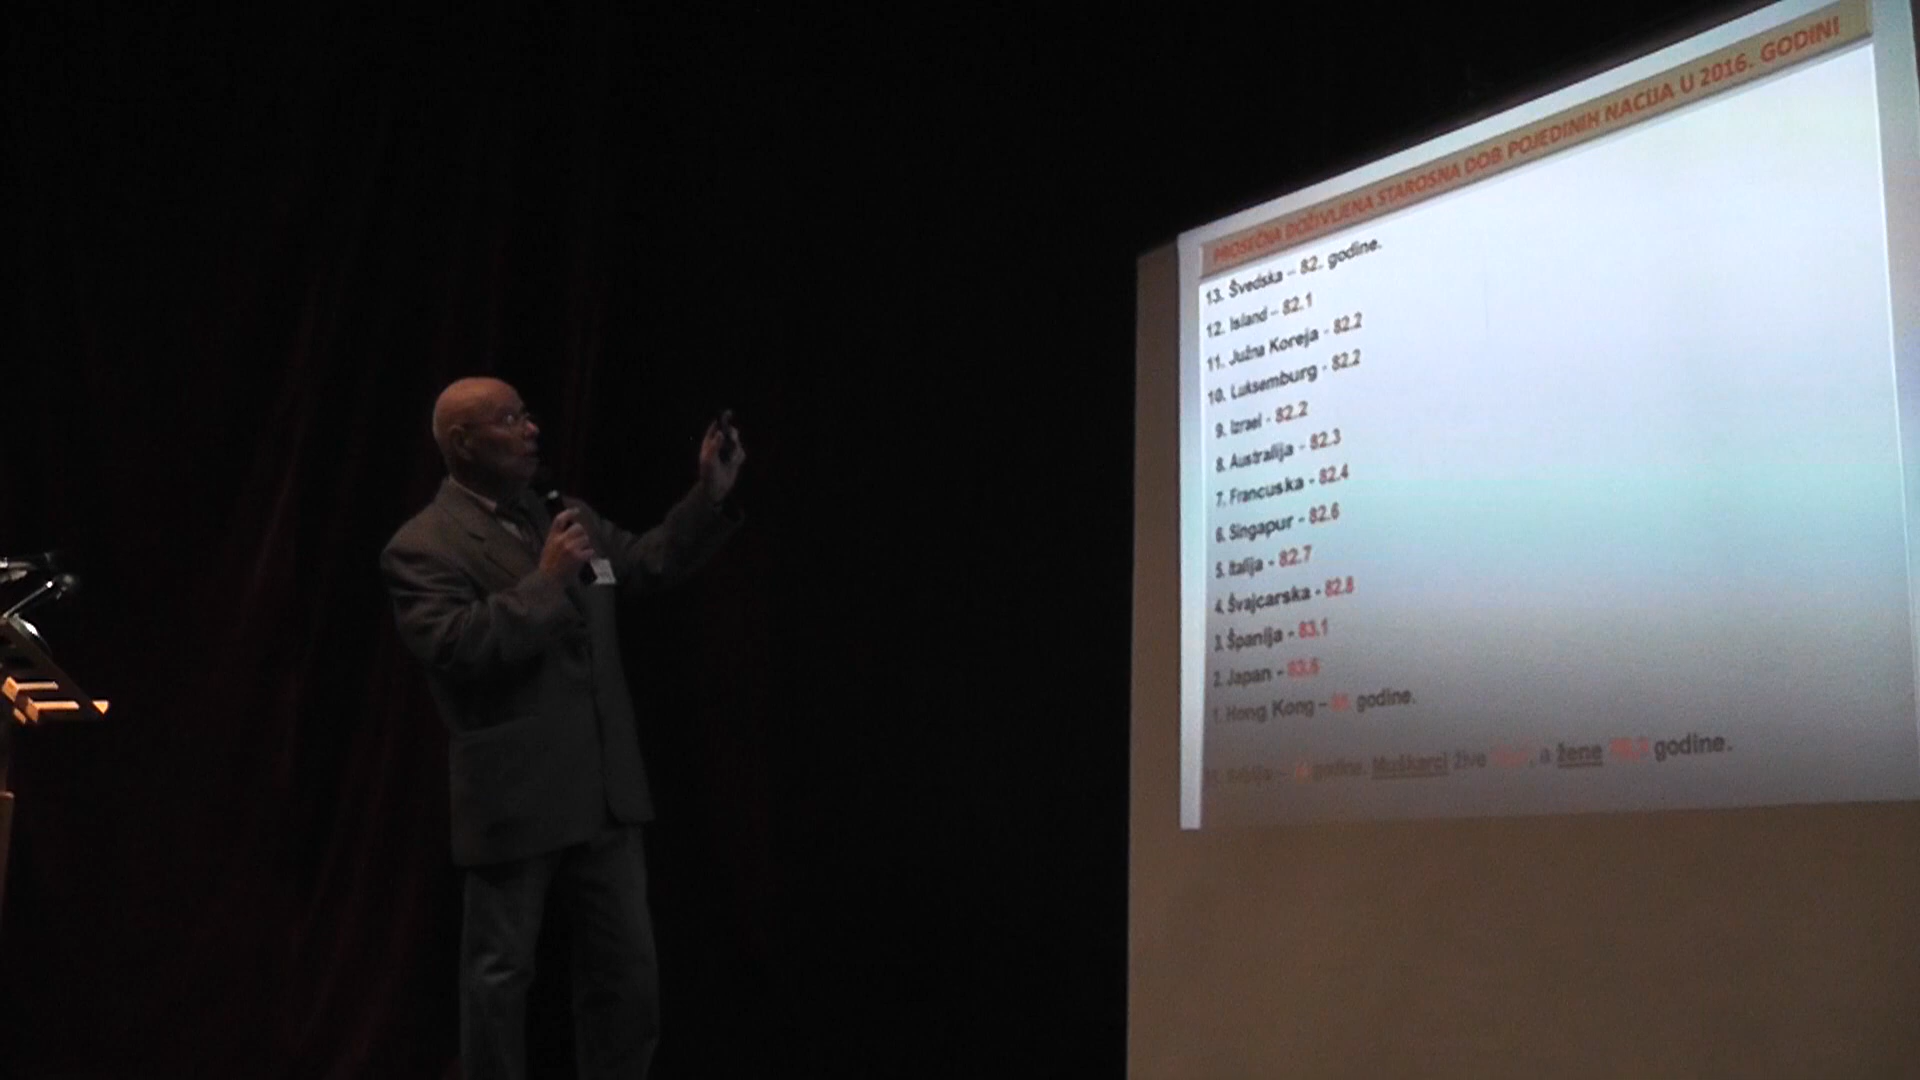 PROSEČNA DOŽIVLJENA STAROSNA DOB POJEDINIH NACIJA U 2016. GODINI
13. Švedska – 82. godine.
12. Island – 82.1
11. Južna Koreja - 82.2
10. Luksemburg - 82.2
9. Izrael - 82.2
8. Australija - 82.3
7. Francuska - 82.4
6. Singapur - 82.6
5. Italija - 82.7
4. Švajcarska - 82.8
3. Španija - 83.1
2. Japan -
1. Hong Kong – godine.
godine. Muškarci žive , a žene godine.